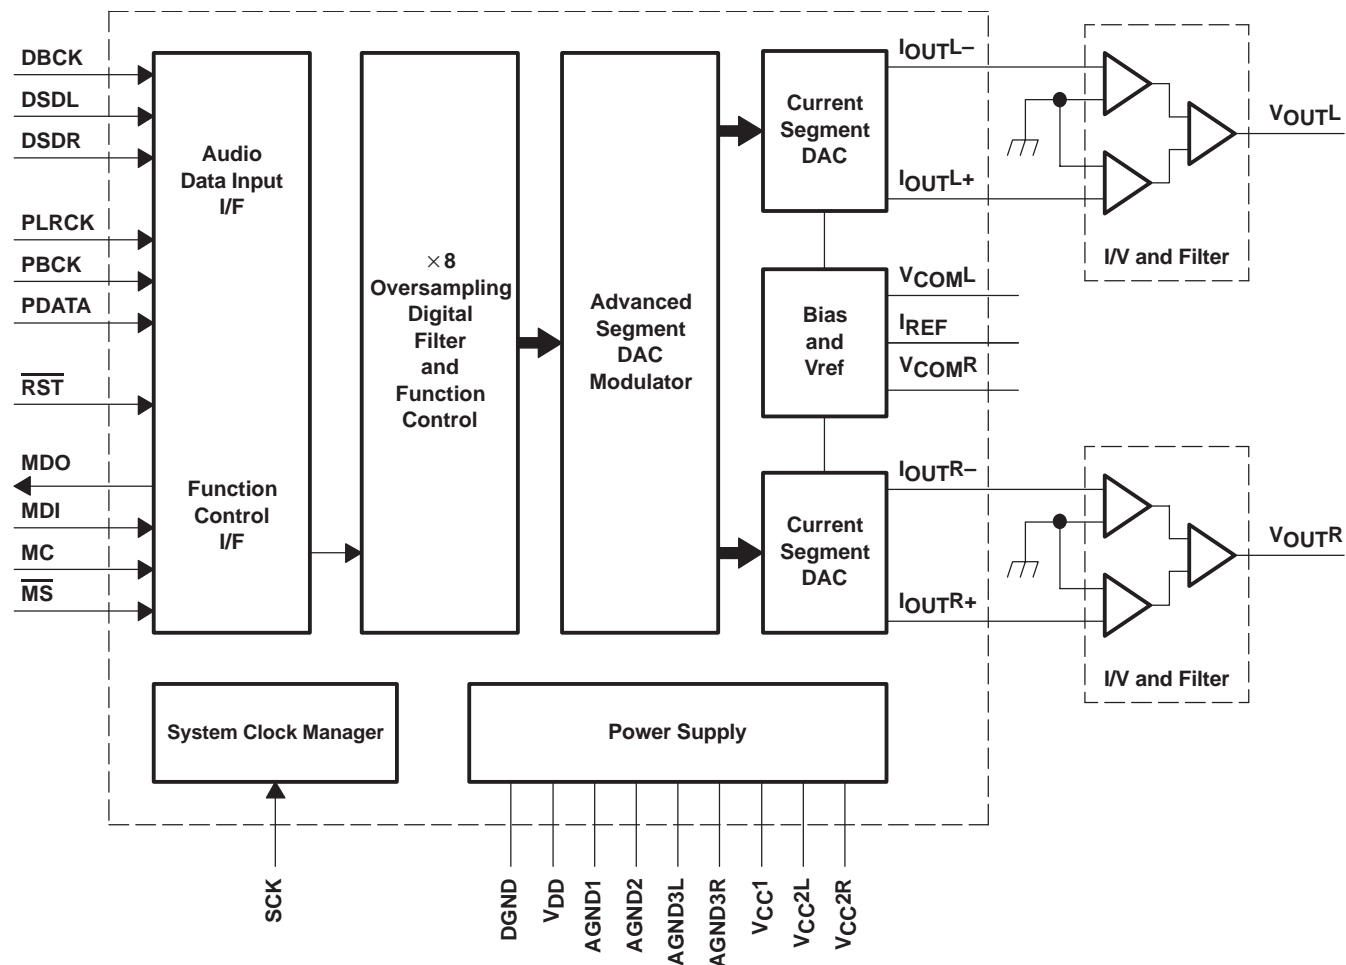 DBCK
DSDL
DSDR
PLRCK
PBCK
PDATA
RST
MDO
MDI
MC
MS
Audio
Data Input
I/F
Function
Control
I/F
×8
Oversampling
Digital
Filter
and
Function
Control
Advanced
Segment
DAC
Modulator
Current
Segment
DAC
Bias
and
Vref
Current
Segment
DAC
IOUTL–
IOUTL+
VCOML
IREF
VCOMR
IOUTR–
IOUTR+
VOUTL
I/V and Filter
VOUTR
I/V and Filter
System Clock Manager
Power Supply
SCK
DGND
VDD
AGND1
AGND2
AGND3L
AGND3R
VCC1
VCC2L
VCC2R